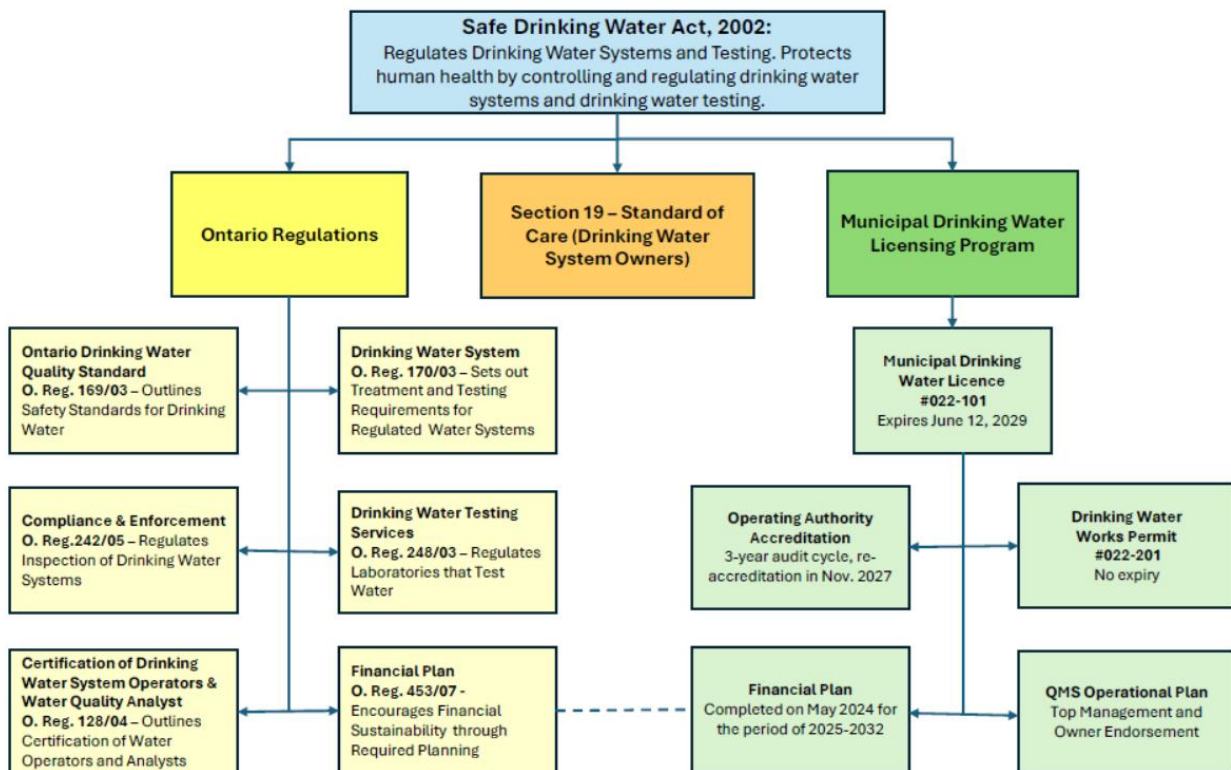 Safe Drinking Water Act, 2002:
Regulates Drinking Water Systems and Testing. Protects
human health by controlling and regulating drinking water
systems and drinking water testing.
Ontario Regulations
Section 19 – Standard of
Care (Drinking Water
System Owners)
Municipal Drinking Water
Licensing Program
Ontario Drinking Water
Quality Standard
O. Reg. 169/03 – Outlines
Safety Standards for Drinking
Water
Drinking Water System
O. Reg. 170/03 – Sets out
Treatment and Testing
Requirements for
Regulated Water Systems
Municipal Drinking
Water Licence
#022-101
Expires June 12, 2029
Compliance & Enforcement
O. Reg.242/05 – Regulates
Inspection of Drinking Water
Systems
Drinking Water Testing
Services
O. Reg. 248/03 – Regulates
Laboratories that Test
Water
Operating Authority
Accreditation
3-year audit cycle, re-
accreditation in Nov. 2027
Drinking Water
Works Permit
#022-201
No expiry
Certification of Drinking
Water System Operators &
Water Quality Analyst
O. Reg. 128/04 – Outlines
Certification of Water
Operators and Analysts
Financial Plan
O. Reg. 453/07 -
Encourages Financial
Sustainability through
Required Planning
Financial Plan
Completed on May 2024 for
the period of 2025-2032
QMS Operational Plan
Top Management and
Owner Endorsement